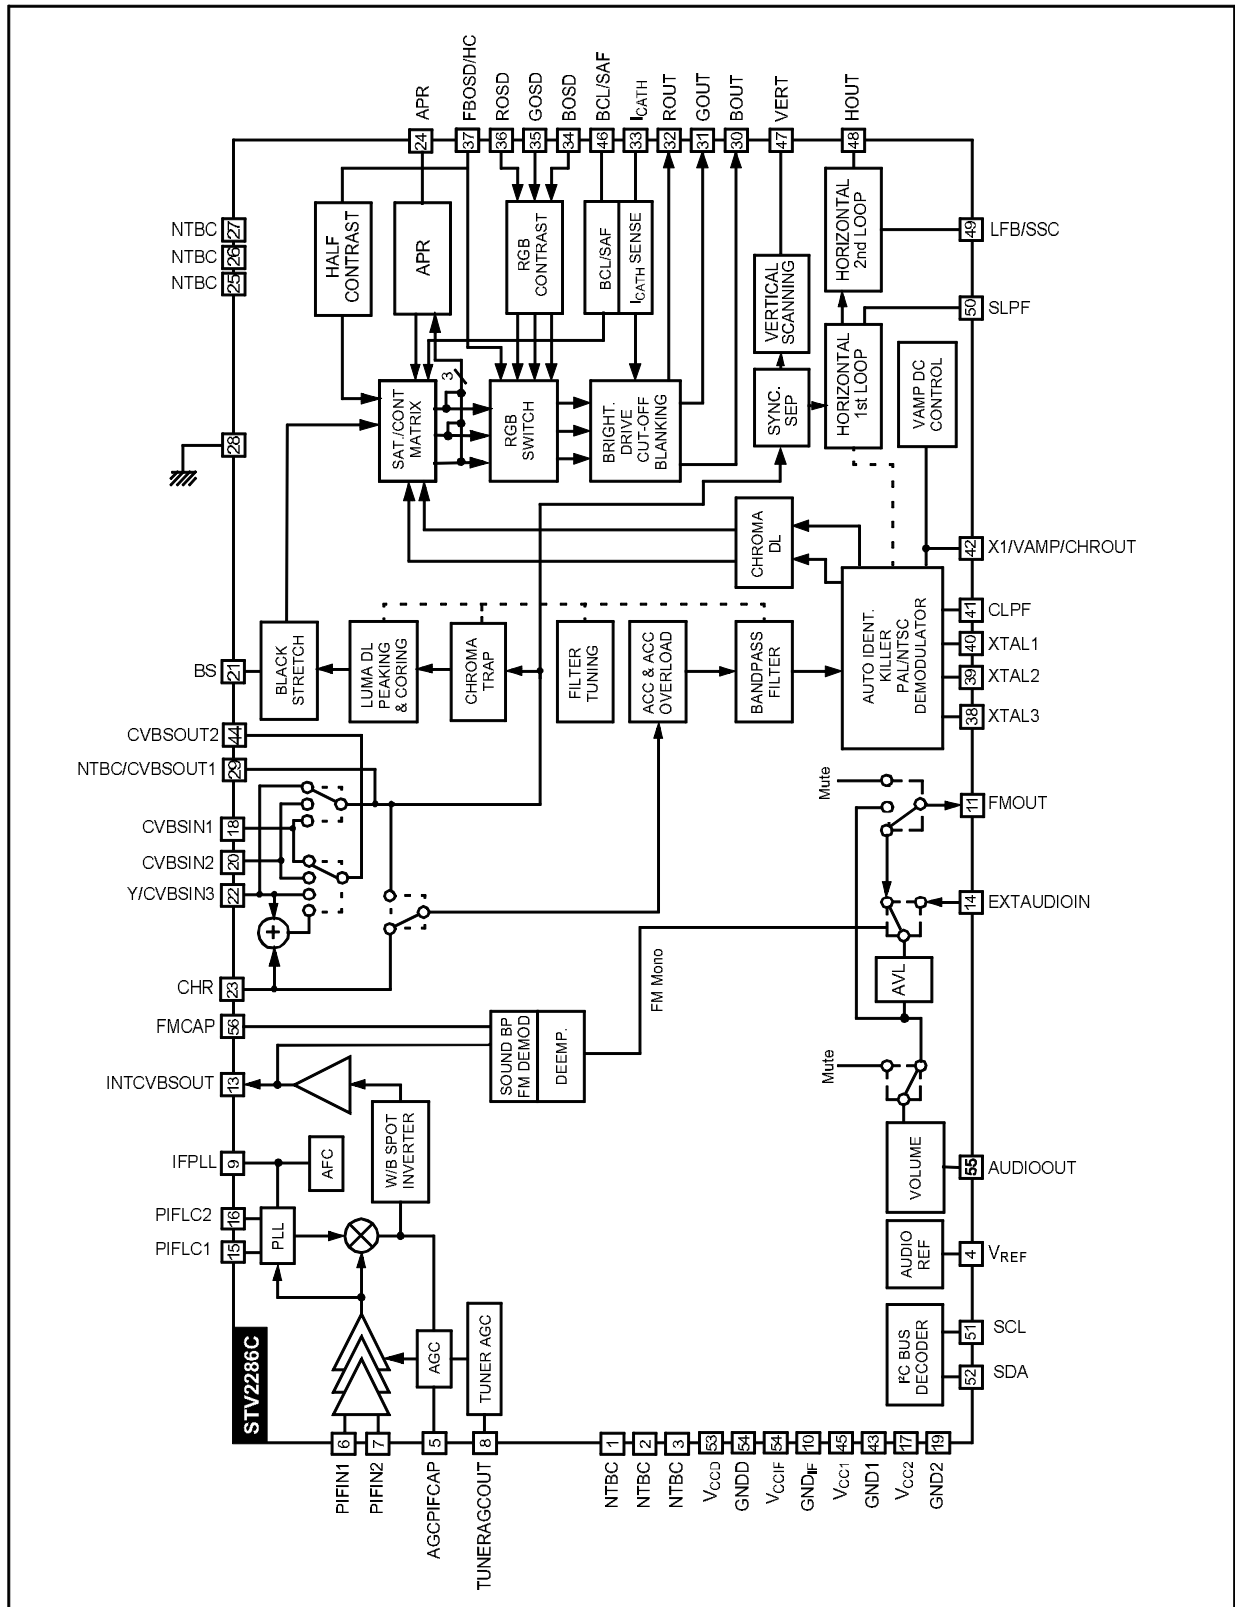 APR
FBOSD/HC
ROSD
GOSD
BOSD
BCL/SAF
ICATH
ROUT
GOUT
BOUT
VERT
HOUT
24
37
36
35
34
46
33
32
31
30
47
48
NTBC
27
NTBC
26
NTBC
25
28
HALF
CONTRAST
APR
RGB
CONTRAST
BCL/SAF
ICATH SENSE
VERTICAL
SCANNING
HORIZONTAL
2nd LOOP
49
LFB/SSC
50
SLPF
3
SAT./CONT
MATRIX
RGB
SWITCH
BRIGHT.
DRIVE
CUT-OFF
BLANKING
SYNC.
SEP
HORIZONTAL
1st LOOP
VAMP DC
CONTROL
CHROMA
DL
42
X1/VAMP/CHROUT
41
CLPF
40
XTAL1
39
XTAL2
38
XTAL3
BS
21
BLACK
STRETCH
LUMA DL
PEAKING
& CORING
CHROMA
TRAP
FILTER
TUNING
ACC & ACC
OVERLOAD
BANDPASS
FILTER
AUTO IDENT.
KILLER
PAL/NTSC
DEMODULATOR
CVBSOUT2
44
NTBC/CVBSOUT1
29
CVBSIN1
18
CVBSIN2
20
Y/CVBSIN3
22
+
CHR
23
FMCAP
56
INTCVBSOUT
13
Mute
11
FMOUT
14
EXTAUDIOIN
FM Mono
AVL
SOUND BP
FM DEMOD
DEEMP.
Mute
W/B SPOT
INVERTER
IFPLL
9
AFC
PIFLC2
16
PIFLC1
15
PLL
VOLUME
55
AUDIOOUT
AUDIO
REF
4
VREF
STV2286C
AGC
TUNER AGC
I²C BUS
DECODER
51
SCL
52
SDA
6
7
5
8
1
2
3
53
54
54
10
45
43
17
19
PIFIN1
PIFIN2
AGCPIFCAP
TUNERAGCOUT
NTBC
NTBC
NTBC
VCCD
GNDD
VCCIF
GNDIF
VCC1
GND1
VCC2
GND2